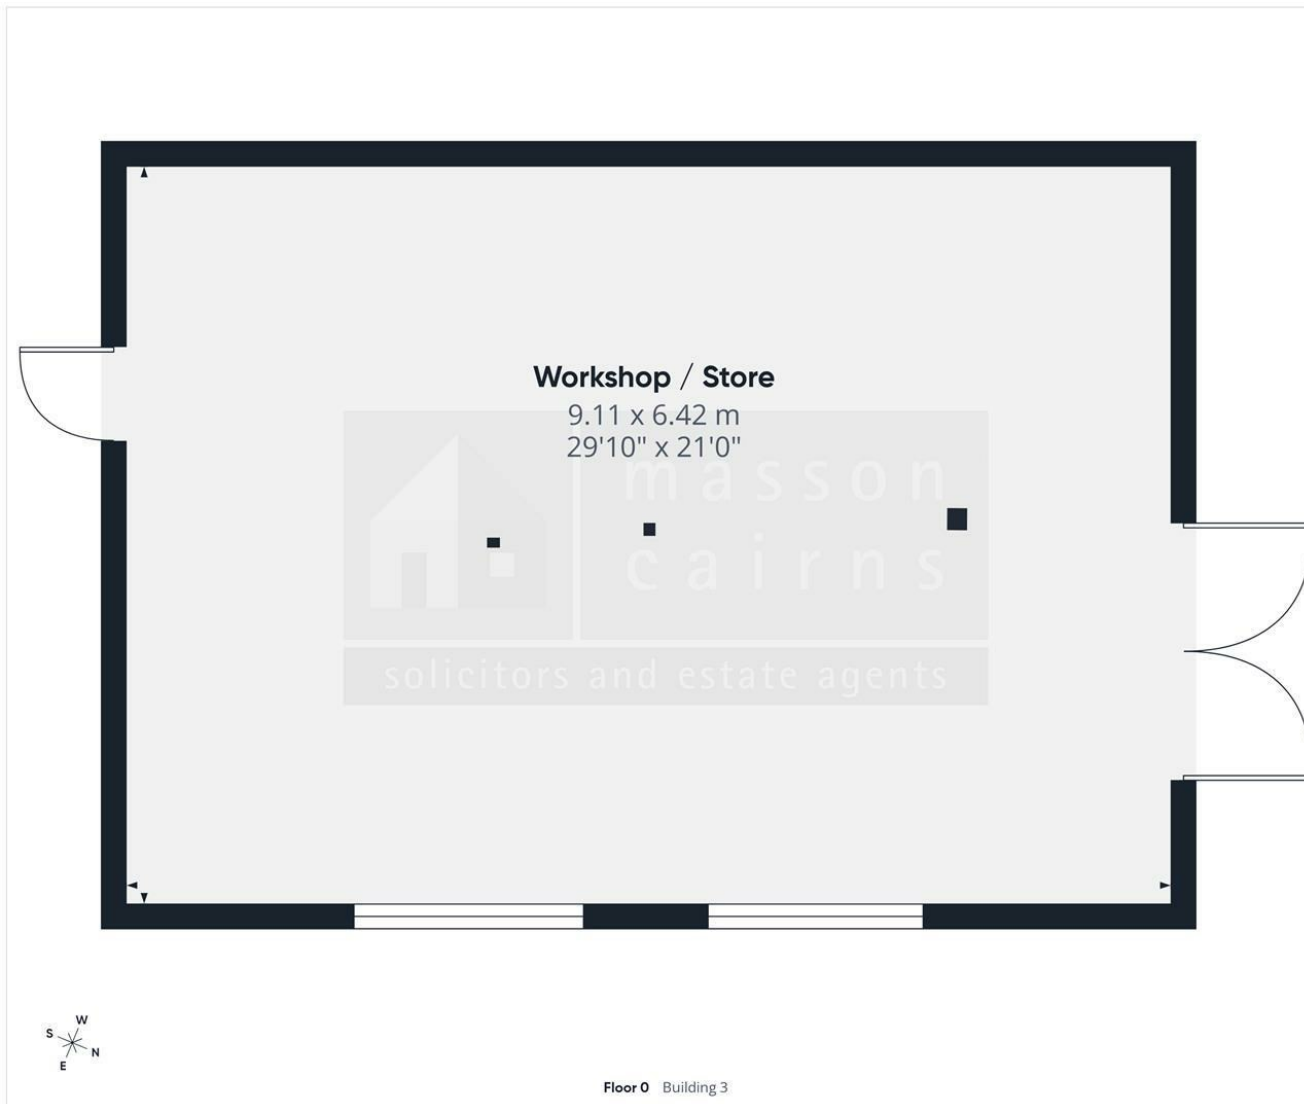 Workshop / Store
9.11 x 6.42 m
29'10" x 21'0"
masson
cairns
solicitors and estate agents
W
S
N
E
Floor 0 Building 3